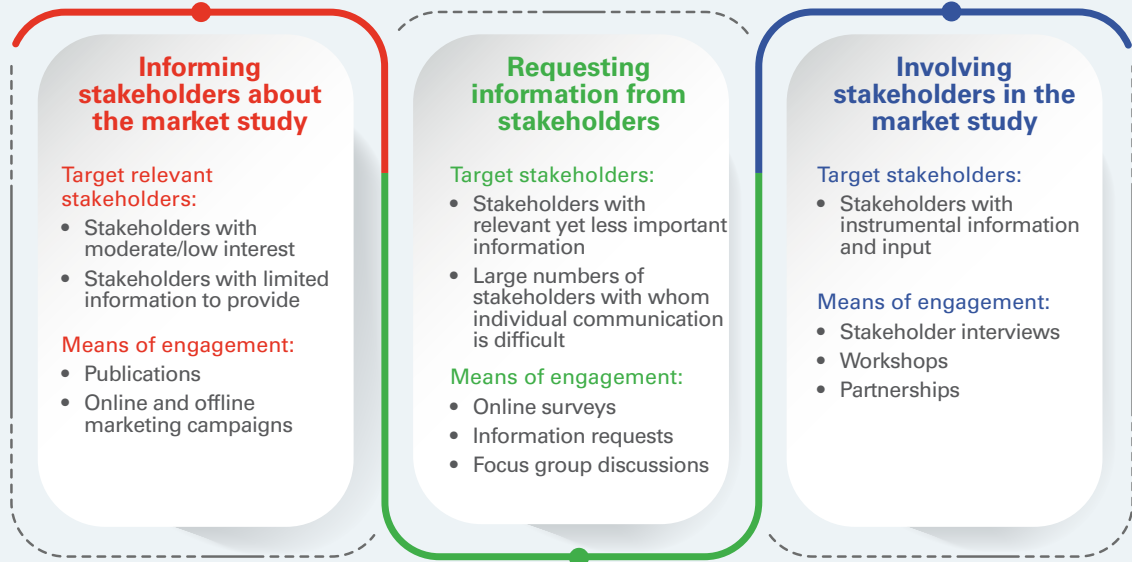 Informing
stakeholders about
the market study
Target relevant
stakeholders:
• Stakeholders with
moderate/low interest
• Stakeholders with limited
information to provide
Means of engagement:
• Publications
• Online and offline
marketing campaigns
Requesting
information from
stakeholders
Target stakeholders:
• Stakeholders with
relevant yet less important
information
• Large numbers of
stakeholders with whom
individual communication
is difficult
Means of engagement:
• Online surveys
• Information requests
• Focus group discussions
Involving
stakeholders in the
market study
Target stakeholders:
• Stakeholders with
instrumental information
and input
Means of engagement:
• Stakeholder interviews
• Workshops
• Partnerships